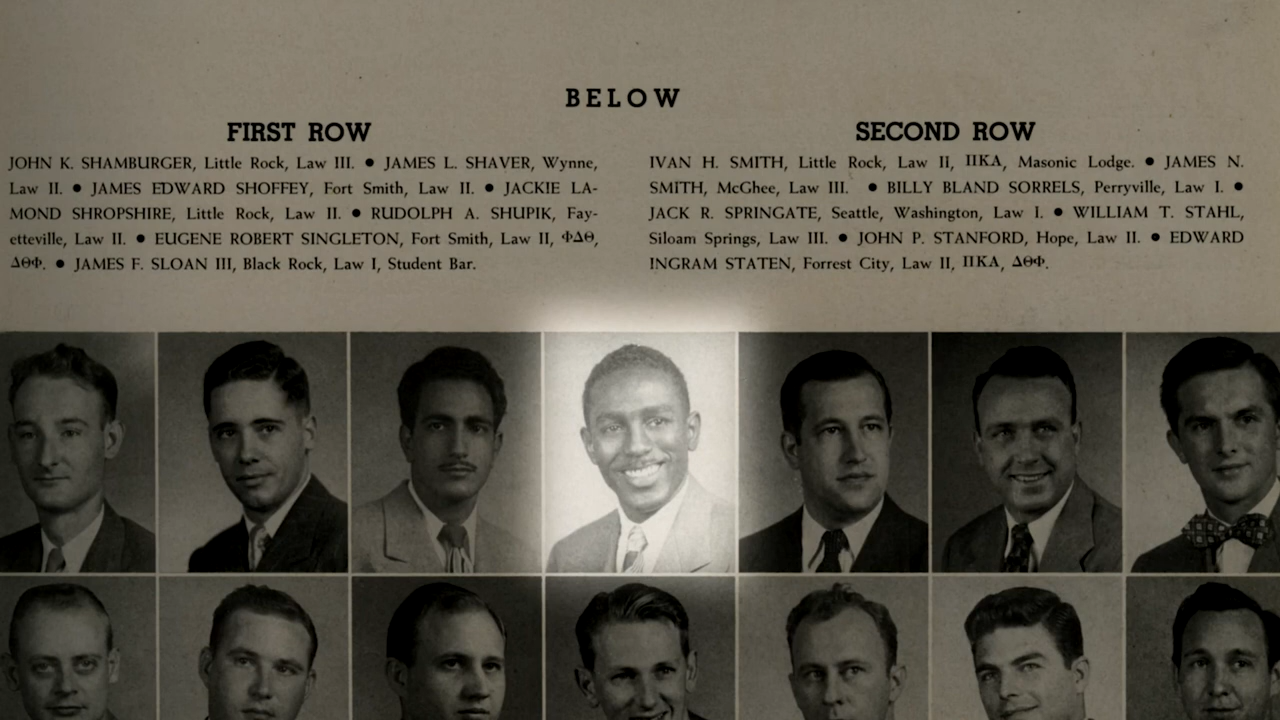 BELOW
FIRST ROW
JOHN K. SHAMBURGER, Little Rock, Law III. ● JAMES L. SHAVER, Wynne,
Law II. ● JAMES EDWARD SHOFFEY, Fort Smith, Law II. ● JACKIE LA-
MOND SHROPSHIRE, Little Rock, Law II. ● RUDOLPH A. SHUPIK, Fay-
etteville, Law II. ● EUGENE ROBERT SINGLETON, Fort Smith, Law II, ΦΔΘ,
ΔΘΦ. ● JAMES F. SLOAN III, Black Rock, Law I, Student Bar.
SECOND ROW
IVAN H. SMITH, Little Rock, Law II, ΠΚΑ, Masonic Lodge. ● JAMES N.
SMITH, McGhee, Law III. ● BILLY BLAND SORRELS, Perryville, Law I. ●
JACK R. SPRINGATE, Seattle, Washington, Law I. ● WILLIAM T. STAHL,
Siloam Springs, Law III. ● JOHN P. STANFORD, Hope, Law II. ● EDWARD
INGRAM STATEN, Forrest City, Law II, ΠΚΑ, ΔΘΦ.